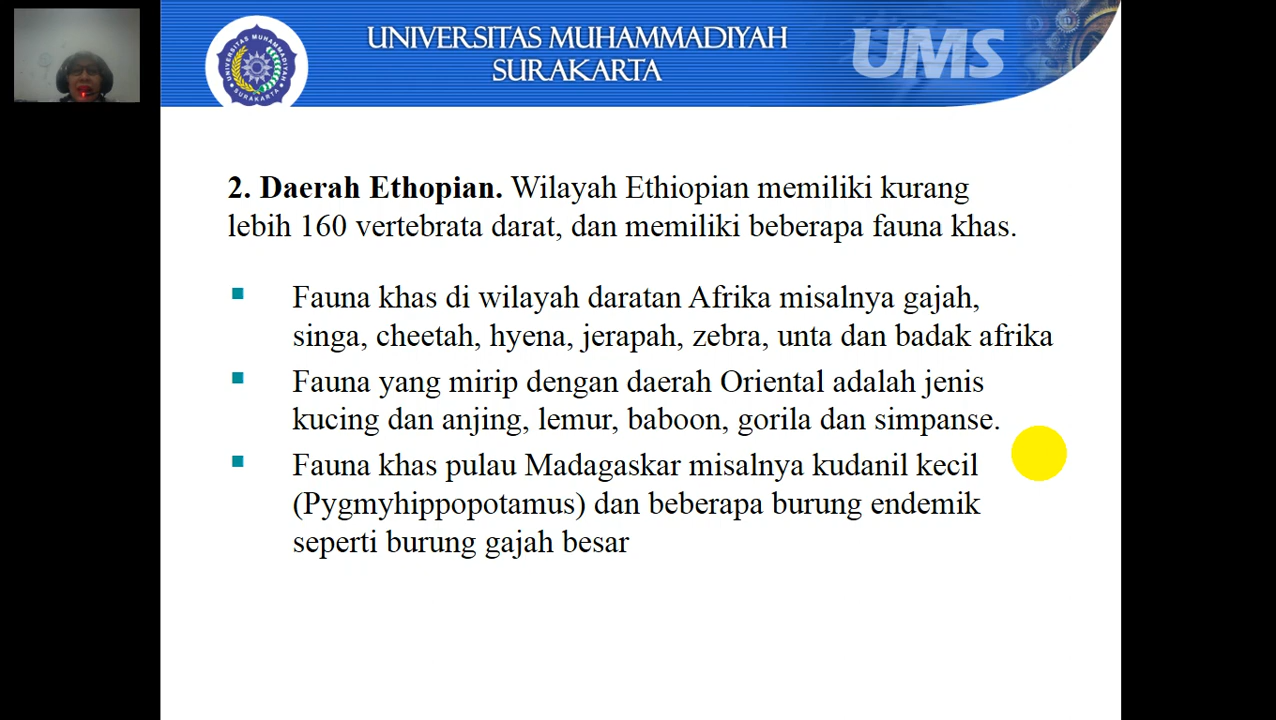 UNIVERSITAS MUHAMMADIYAH
SURAKARTA
UMS
UNIVERSITAS MUHAMMADIYAH
SURAKARTA
2. Daerah Ethopian. Wilayah Ethiopian memiliki kurang
lebih 160 vertebrata darat, dan memiliki beberapa fauna khas.
Fauna khas di wilayah daratan Afrika misalnya gajah,
singa, cheetah, hyena, jerapah, zebra, unta dan badak afrika
Fauna yang mirip dengan daerah Oriental adalah jenis
kucing dan anjing, lemur, baboon, gorila dan simpanse.
Fauna khas pulau Madagaskar misalnya kudanil kecil
(Pygmyhippopotamus) dan beberapa burung endemik
seperti burung gajah besar